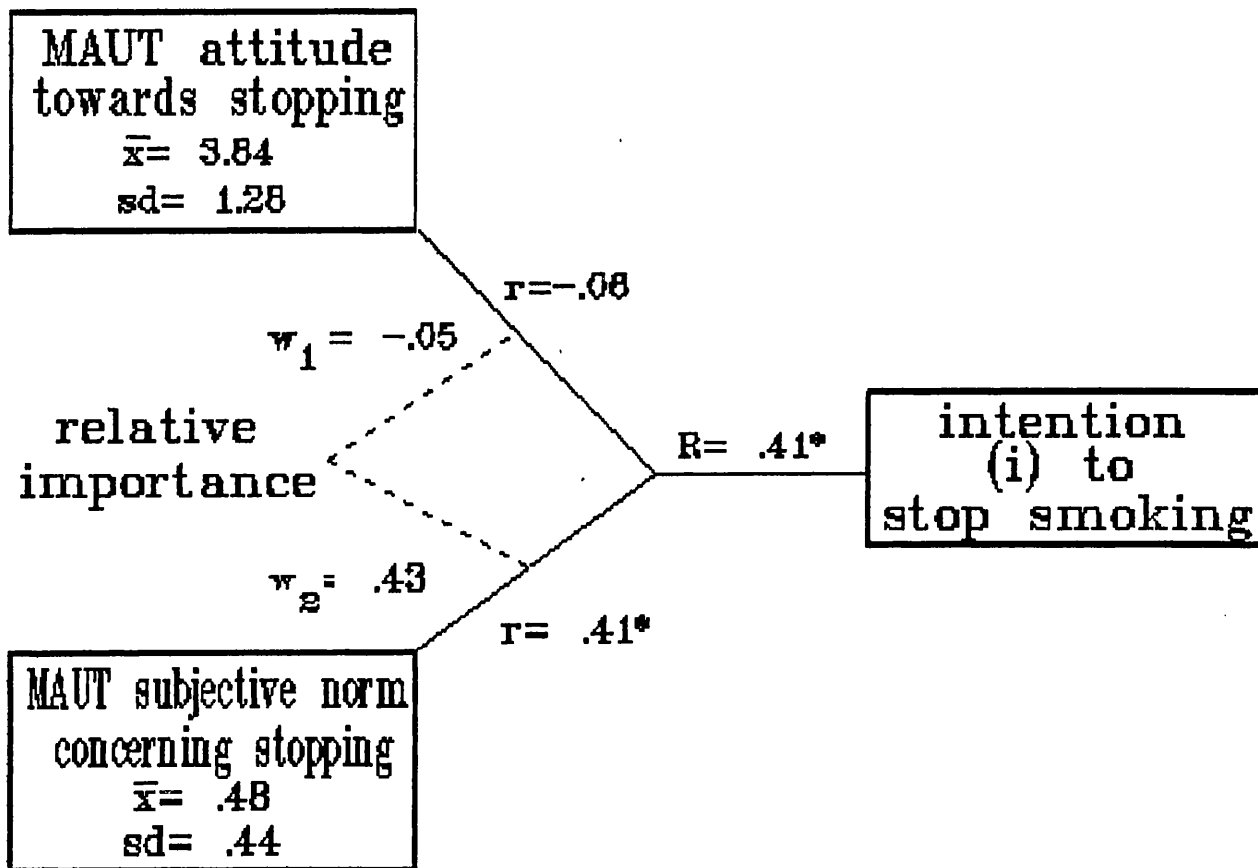 MAUT attitude
towards stopping
x̅= 3.84
sd= 1.28
r=-.06
w₁ = -.05
relative
importance
R= .41*
intention
(i) to
stop smoking
w₂= .43
r= .41*
MAUT subjective norm
concerning stopping
x̅= .48
sd= .44